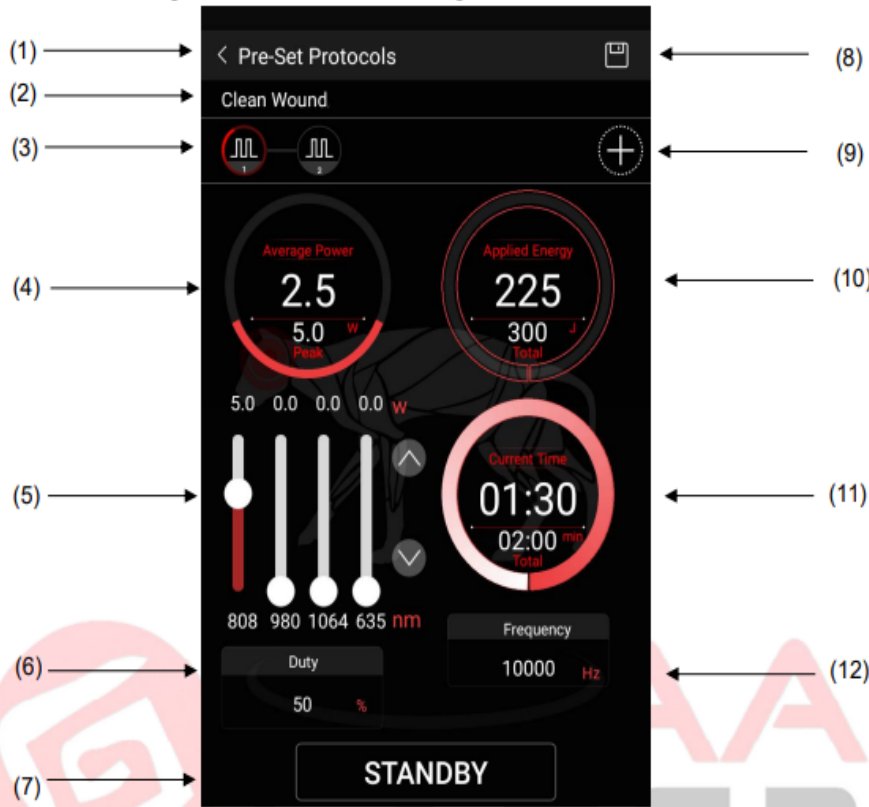 (1)
< Pre-Set Protocols
(8)
(2)
Clean Wound
(3)
1
2
(9)
Average Power
2.5
5.0 W
Peak
(4)
Applied Energy
225
300 J
Total
(10)
5.0 0.0 0.0 0.0 W
(5)
808 980 1064 635 nm
Current Time
01:30
02:00 min
Total
(11)
(6)
Duty
50 %
Frequency
10000 Hz
(12)
(7)
STANDBY
AA